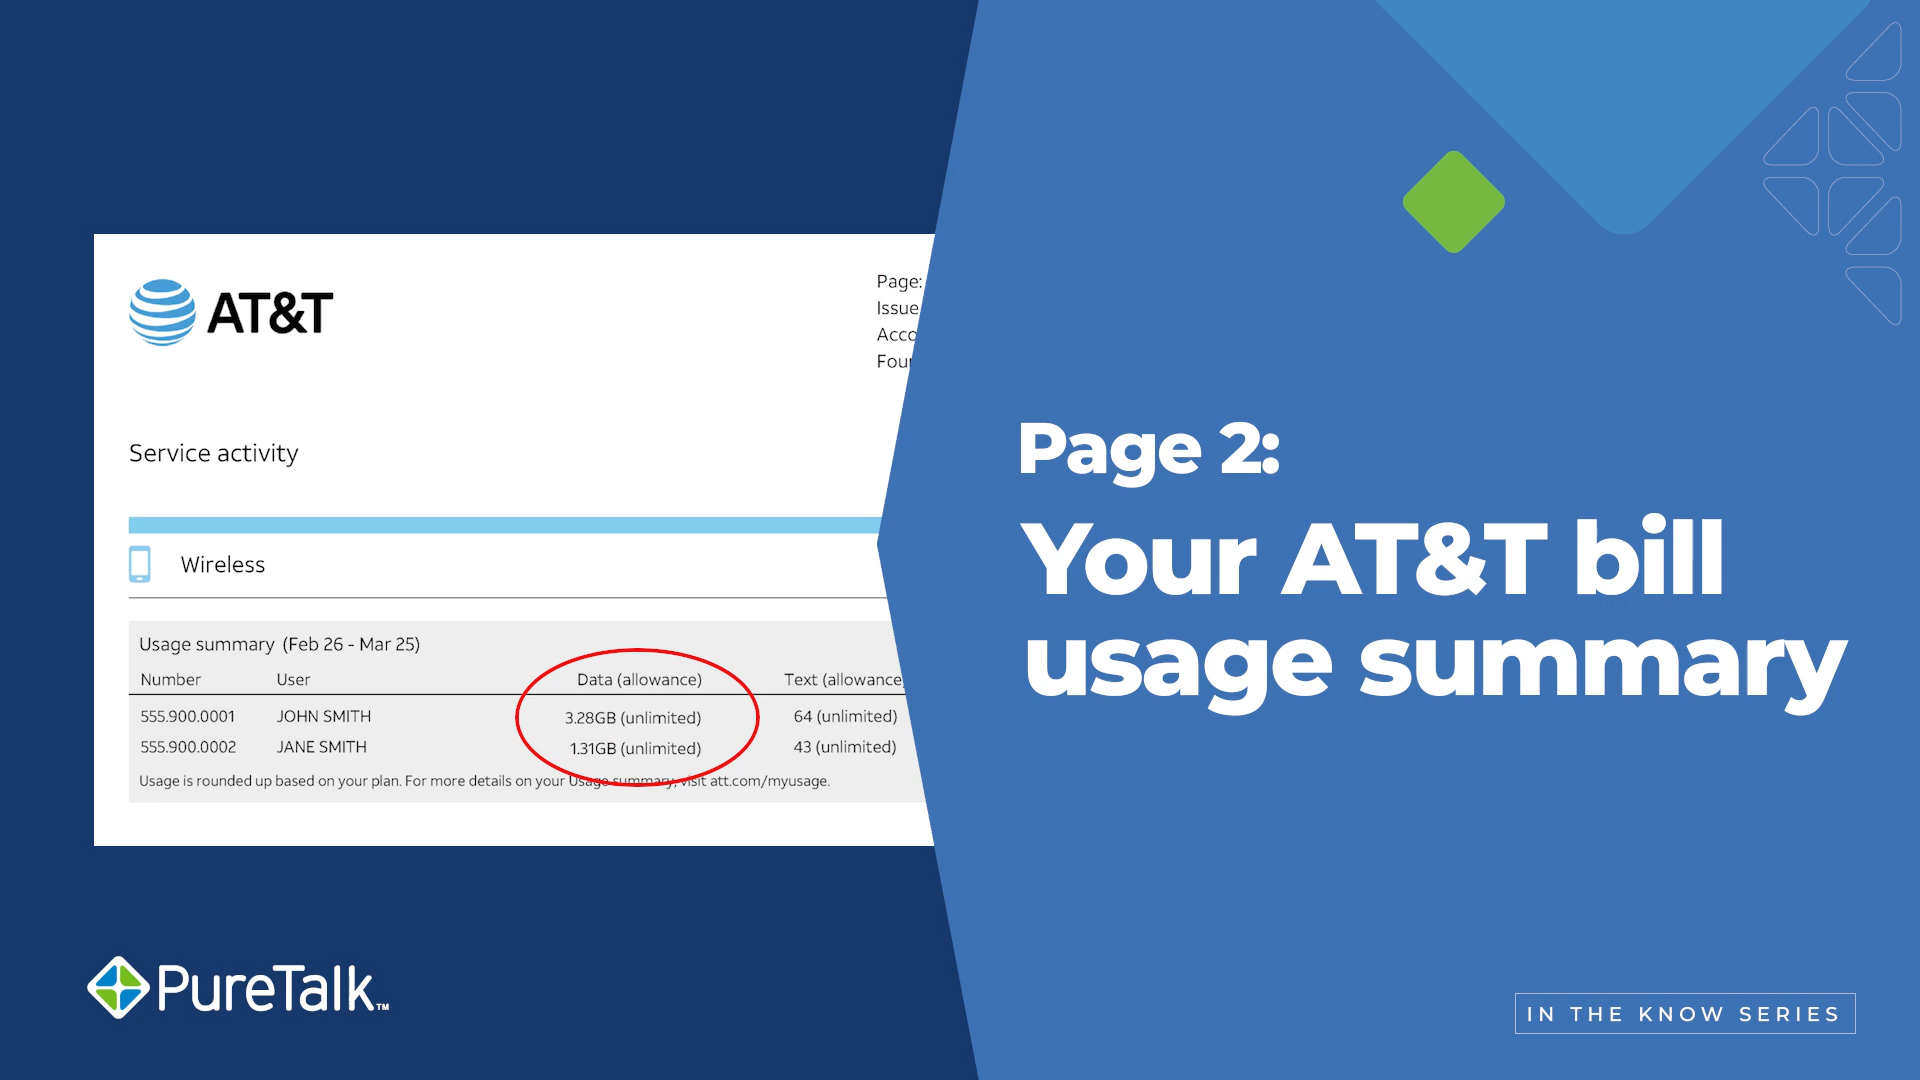 AT&T
Page:
Issue
Acco
Service activity
Wireless
Usage summary (Feb 26 - Mar 25)
Number User Data (allowance) Text (allowance)
555.900.0001 JOHN SMITH 3.28GB (unlimited) 64 (unlimited)
555.900.0002 JANE SMITH 1.31GB (unlimited) 43 (unlimited)
Usage is rounded up based on your plan. For more details on your Usage summary, visit att.com/myusage.
Page 2:
Your AT&T bill
usage summary
PureTalk™
IN THE KNOW SERIES